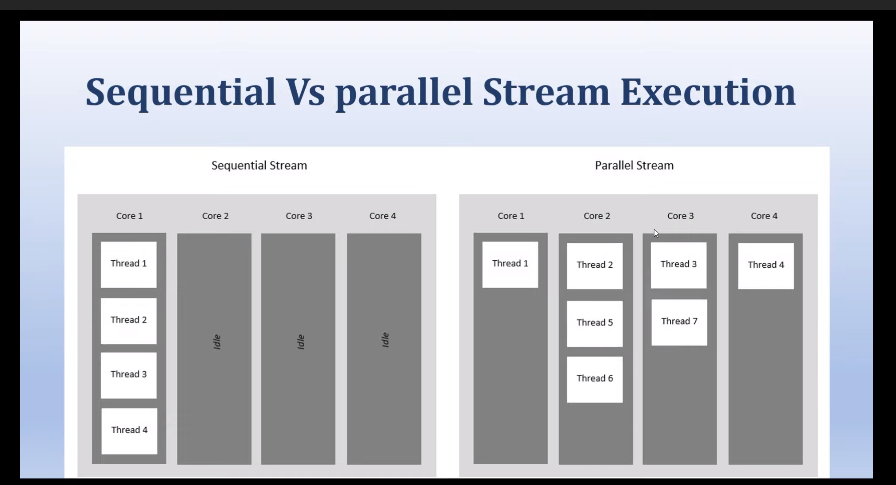 Sequential Vs parallel Stream Execution
Sequential Stream
Core 1 Core 2 Core 3 Core 4
Thread 1
Thread 2
Thread 3
Thread 4
Idle
Idle
Idle
Parallel Stream
Core 1 Core 2 Core 3 Core 4
Thread 1 Thread 2 Thread 3 Thread 4
Thread 5 Thread 7
Thread 6